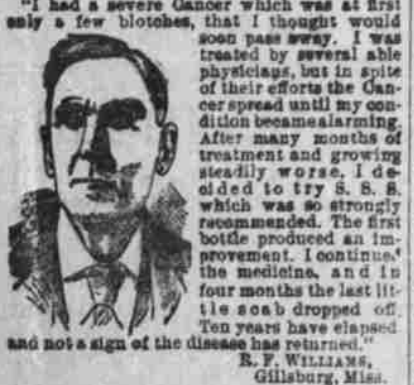 "I had a severe Cancer which was at first
only a few blotches, that I thought would
soon pass away. I was
treated by several able
physicians, but in spite
of their efforts the Can-
cer spread until my con-
dition became alarming.
After many months of
treatment and growing
steadily worse, I de-
cided to try S. S. S.
which was so strongly
recommended. The first
bottle produced an im-
provement. I continued
the medicine, and in
four months the last lit-
tle scab dropped off.
Ten years have elapsed
and not a sign of the disease has returned."
R. F. WILLIAMS,
Gillsburg, Miss.